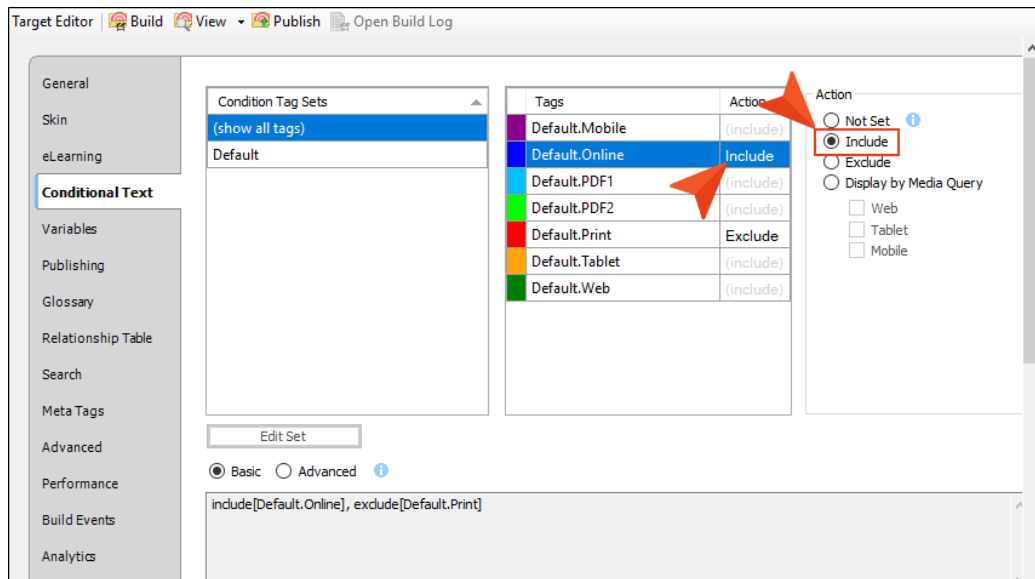 Target Editor Build View Publish Open Build Log
General
Skin
eLearning
Conditional Text
Variables
Publishing
Glossary
Relationship Table
Search
Meta Tags
Advanced
Performance
Build Events
Analytics
Condition Tag Sets
(show all tags)
Default
Edit Set
Tags Action
Default.Mobile (include)
Default.Online Include
Default.PDF1 (include)
Default.PDF2 (include)
Default.Print Exclude
Default.Tablet (include)
Default.Web (include)
Action
Not Set
Include
Exclude
Display by Media Query
Web
Tablet
Mobile
Basic Advanced
include[Default.Online], exclude[Default.Print]